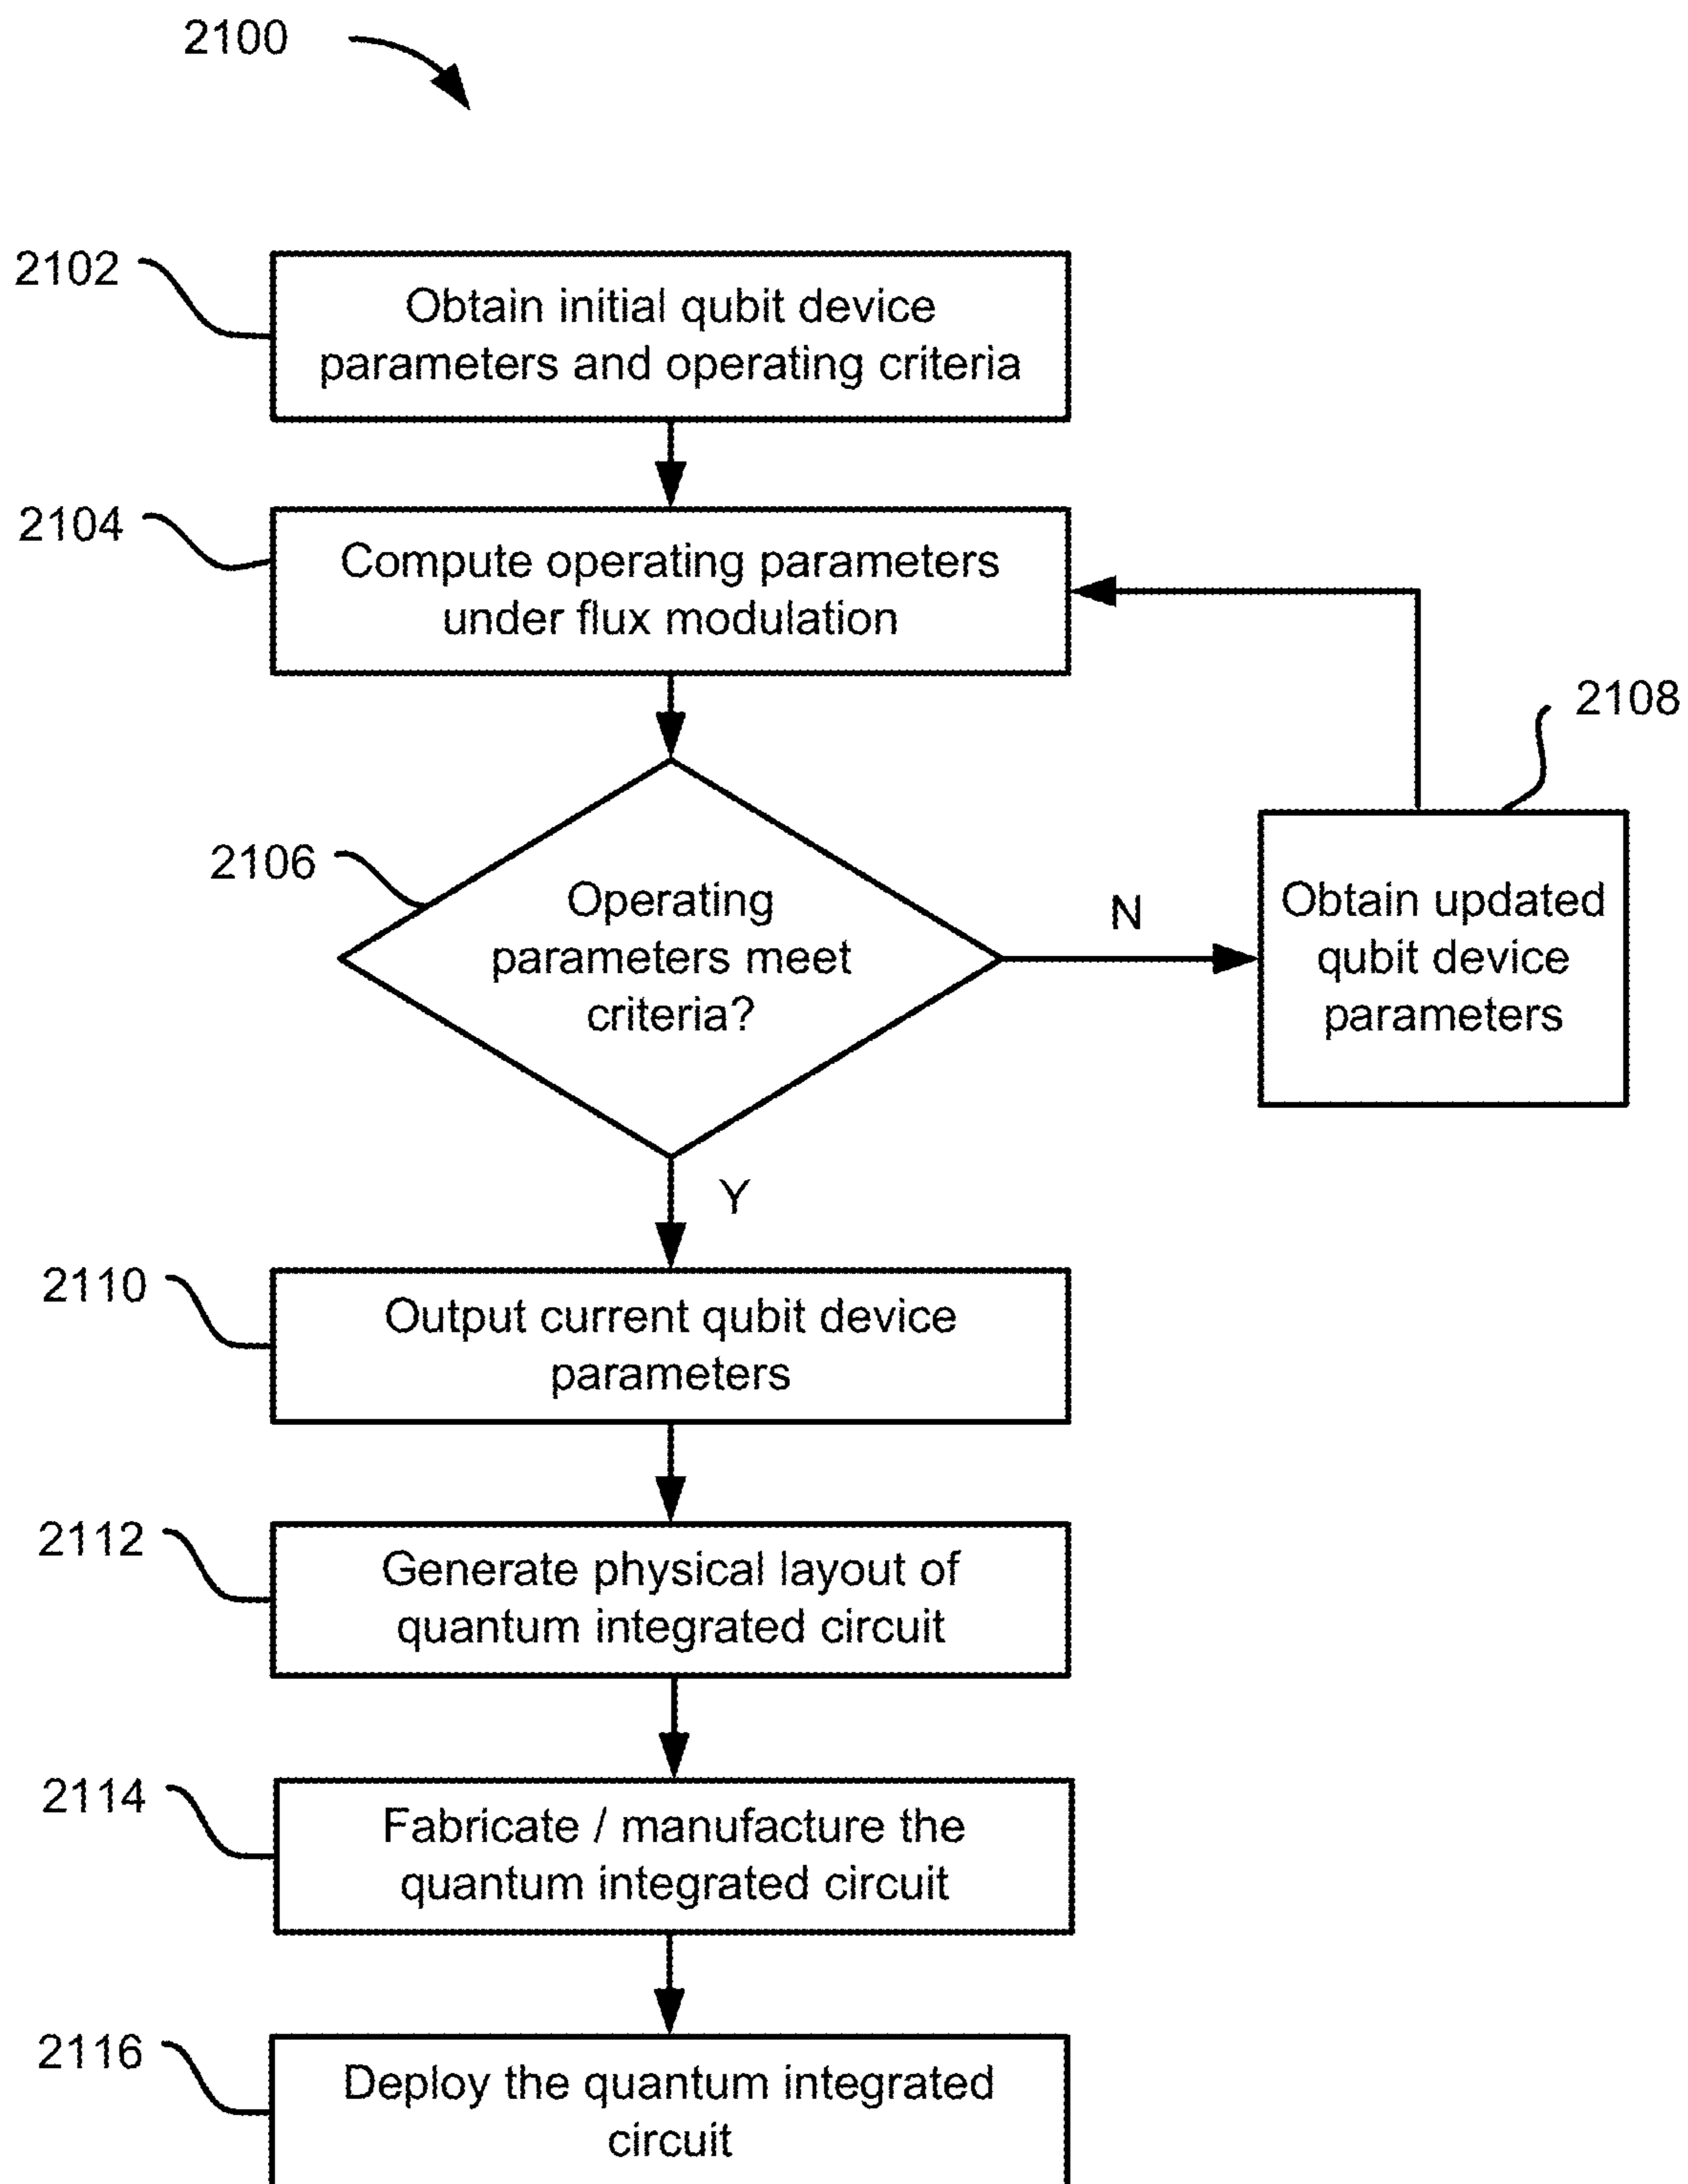 2100
2102
Obtain initial qubit device
parameters and operating criteria
2104
Compute operating parameters
under flux modulation
2108
2106
Operating
parameters meet
criteria?
N
Obtain updated
qubit device
parameters
Y
2110
Output current qubit device
parameters
2112
Generate physical layout of
quantum integrated circuit
2114
Fabricate / manufacture the
quantum integrated circuit
2116
Deploy the quantum integrated
circuit